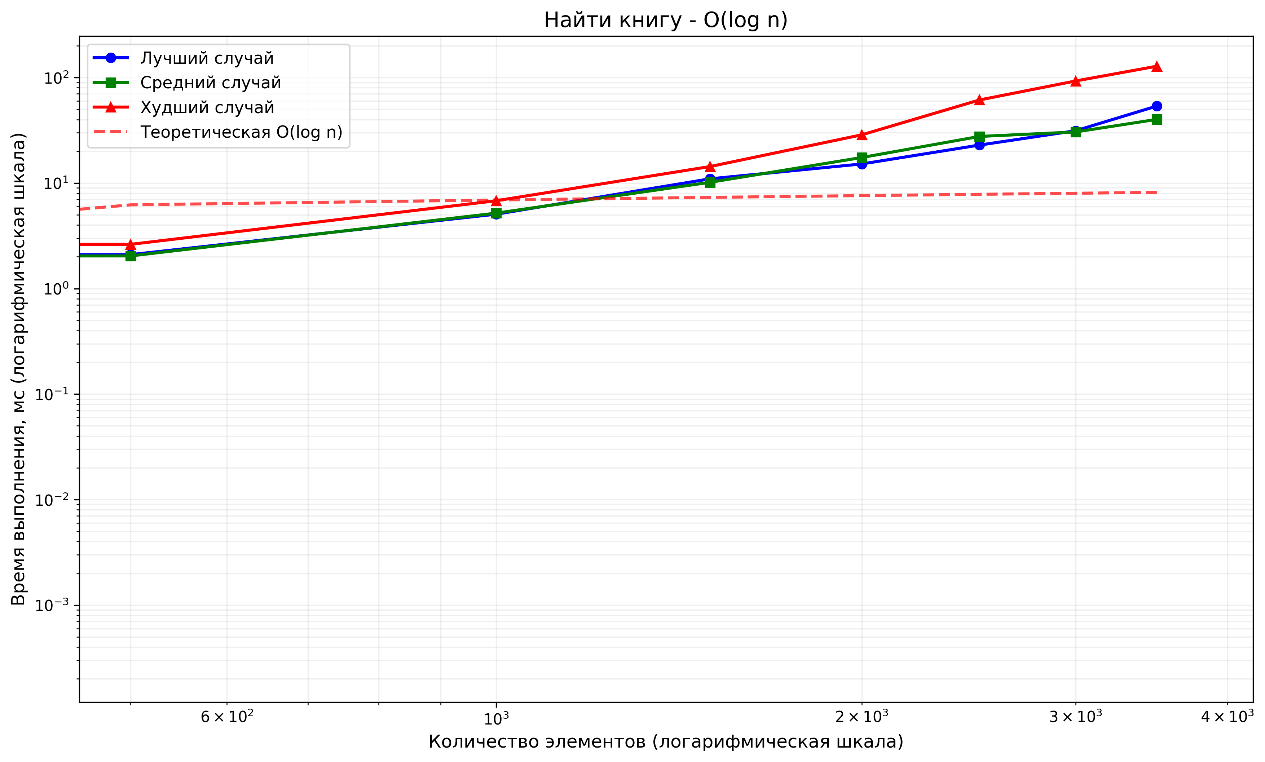 Найти книгу - O(log n)
Лучший случай
Средний случай
Худший случай
Теоретическая O(log n)
Время выполнения, мс (логарифмическая шкала)
10²
10¹
10⁰
10⁻¹
10⁻²
10⁻³
6 × 10²
10³
2 × 10³
3 × 10³
4 × 10³
Количество элементов (логарифмическая шкала)